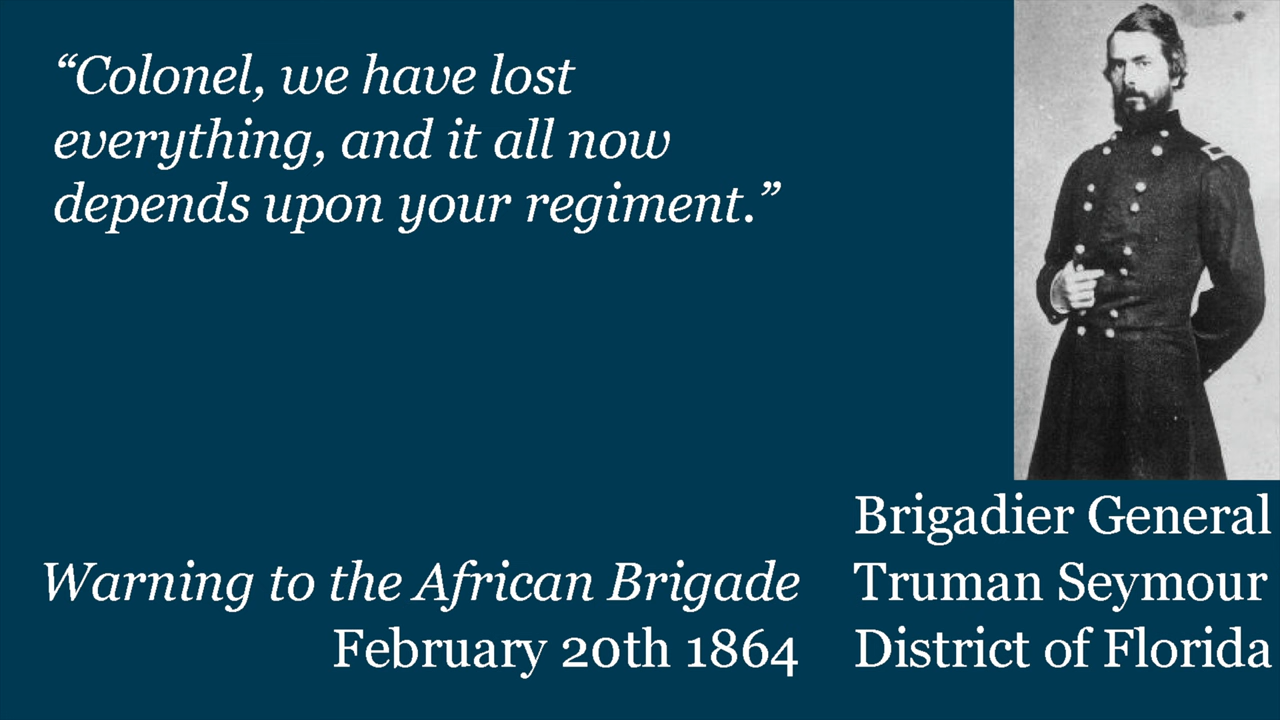 “Colonel, we have lost
everything, and it all now
depends upon your regiment.”
Warning to the African Brigade
February 20th 1864
Brigadier General
Truman Seymour
District of Florida